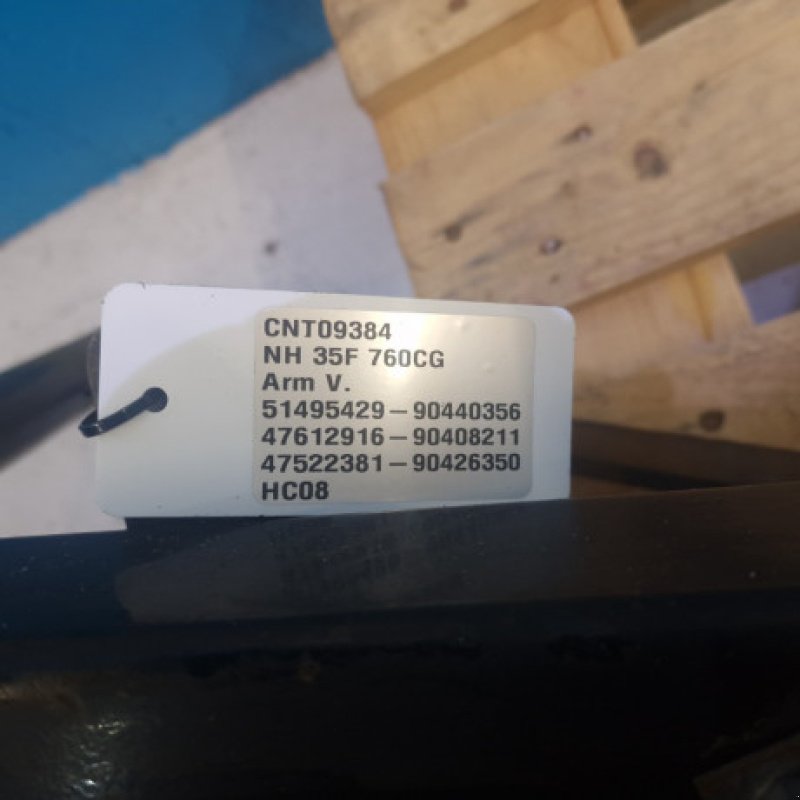 CNT09384
NH 35F 760CG
Arm V.
51495429-90440356
47612916-90408211
47522381-90426350
HC08